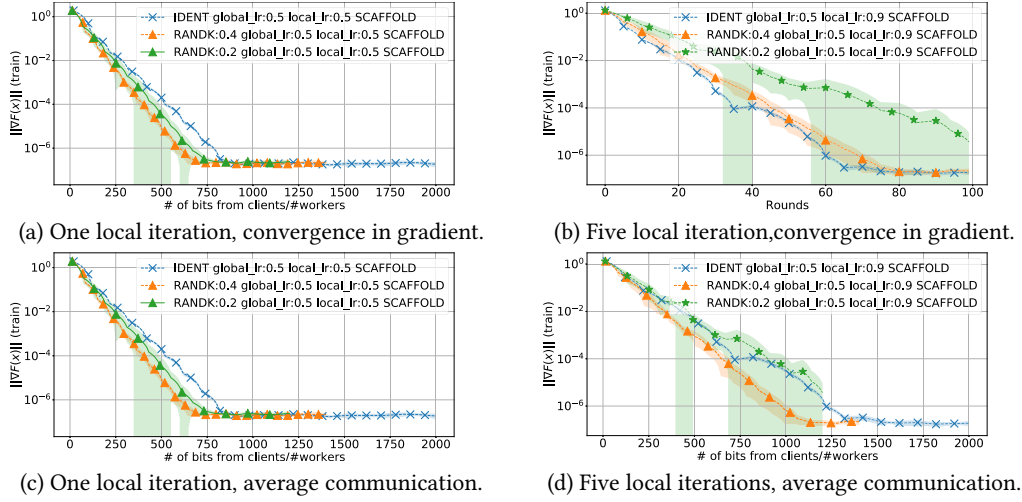 10⁰
10⁻²
10⁻⁴
10⁻⁶
||∇F(x)|| (train)
IDENT global_lr:0.5 local_lr:0.5 SCAFFOLD
RANDK:0.4 global_lr:0.5 local_lr:0.5 SCAFFOLD
RANDK:0.2 global_lr:0.5 local_lr:0.5 SCAFFOLD
0 250 500 750 1000 1250 1500 1750 2000
# of bits from clients/#workers
(a) One local iteration, convergence in gradient.
10⁰
10⁻²
10⁻⁴
10⁻⁶
||∇F(x)|| (train)
IDENT global_lr:0.5 local_lr:0.9 SCAFFOLD
RANDK:0.4 global_lr:0.5 local_lr:0.9 SCAFFOLD
RANDK:0.2 global_lr:0.5 local_lr:0.9 SCAFFOLD
0 20 40 60 80 100
Rounds
(b) Five local iteration,convergence in gradient.
10⁰
10⁻²
10⁻⁴
10⁻⁶
||∇F(x)|| (train)
IDENT global_lr:0.5 local_lr:0.5 SCAFFOLD
RANDK:0.4 global_lr:0.5 local_lr:0.5 SCAFFOLD
RANDK:0.2 global_lr:0.5 local_lr:0.5 SCAFFOLD
0 250 500 750 1000 1250 1500 1750 2000
# of bits from clients/#workers
(c) One local iteration, average communication.
10⁰
10⁻²
10⁻⁴
10⁻⁶
||∇F(x)|| (train)
IDENT global_lr:0.5 local_lr:0.9 SCAFFOLD
RANDK:0.4 global_lr:0.5 local_lr:0.9 SCAFFOLD
RANDK:0.2 global_lr:0.5 local_lr:0.9 SCAFFOLD
0 250 500 750 1000 1250 1500 1750 2000
# of bits from clients/#workers
(d) Five local iterations, average communication.